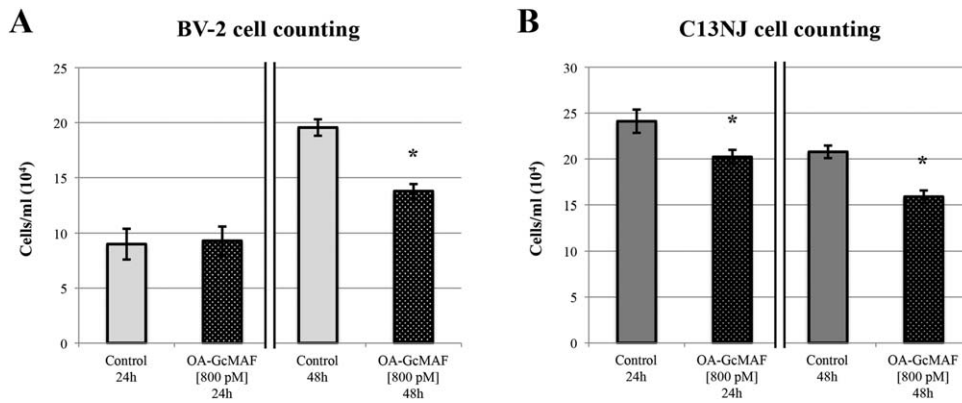 A
BV-2 cell counting
Cells/ml (10⁴)
25
20
15
10
5
0
*
Control
24h
OA-GcMAF
[800 pM]
24h
Control
48h
OA-GcMAF
[800 pM]
48h
B
C13NJ cell counting
Cells/ml (10⁴)
30
25
20
15
10
5
0
*
*
Control
24h
OA-GcMAF
[800 pM]
24h
Control
48h
OA-GcMAF
[800 pM]
48h